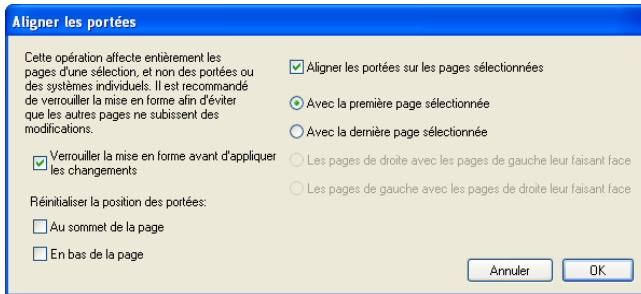 Aligner les portées
Cette opération affecte entièrement les
pages d'une sélection, et non des portées ou
des systèmes individuels. Il est recommandé
de verrouiller la mise en forme afin d'éviter
que les autres pages ne subissent des
modifications.
Verrouiller la mise en forme avant d'appliquer
les changements
Réinitialiser la position des portées:
Au sommet de la page
En bas de la page
Aligner les portées sur les pages sélectionnées
Avec la première page sélectionnée
Avec la dernière page sélectionnée
Les pages de droite avec les pages de gauche leur faisant face
Les pages de gauche avec les pages de droite leur faisant face
Annuler
OK